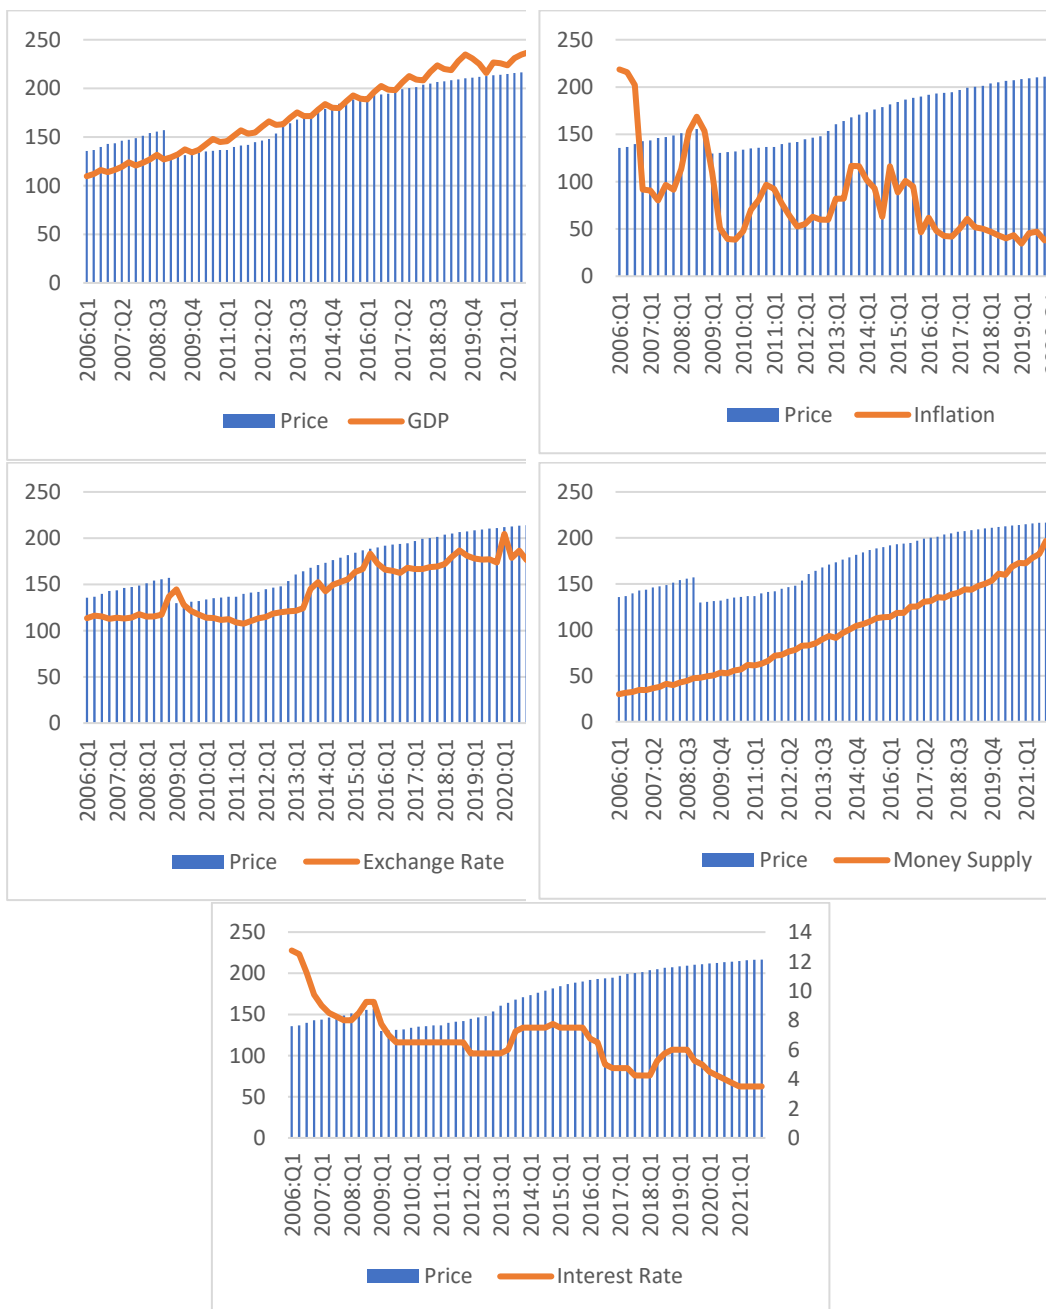 250
200
150
100
50
0
2006:Q1
2007:Q2
2008:Q3
2009:Q4
2011:Q1
2012:Q2
2013:Q3
2014:Q4
2016:Q1
2017:Q2
2018:Q3
2019:Q4
2021:Q1
Price GDP
250
200
150
100
50
0
2006:Q1
2007:Q1
2008:Q1
2009:Q1
2010:Q1
2011:Q1
2012:Q1
2013:Q1
2014:Q1
2015:Q1
2016:Q1
2017:Q1
2018:Q1
2019:Q1
Price Inflation
250
200
150
100
50
0
2006:Q1
2007:Q1
2008:Q1
2009:Q1
2010:Q1
2011:Q1
2012:Q1
2013:Q1
2014:Q1
2015:Q1
2016:Q1
2017:Q1
2018:Q1
2019:Q1
2020:Q1
Price Exchange Rate
250
200
150
100
50
0
2006:Q1
2007:Q2
2008:Q3
2009:Q4
2011:Q1
2012:Q2
2013:Q3
2014:Q4
2016:Q1
2017:Q2
2018:Q3
2019:Q4
2021:Q1
Price Money Supply
250
200
150
100
50
0
14
12
10
8
6
4
2
0
2006:Q1
2007:Q1
2008:Q1
2009:Q1
2010:Q1
2011:Q1
2012:Q1
2013:Q1
2014:Q1
2015:Q1
2016:Q1
2017:Q1
2018:Q1
2019:Q1
2020:Q1
2021:Q1
Price Interest Rate